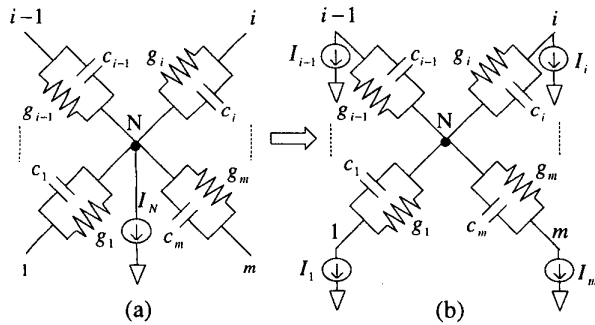 i−1
i
c_{i−1}
g_i
g_{i−1}
c_i
N
c_1
g_m
I_N
g_1
c_m
1
m
(a)
i−1
i
I_{i−1}
c_{i−1}
g_i
I_i
g_{i−1}
c_i
N
c_1
g_m
1
g_1
c_m
m
I_1
I_m
(b)